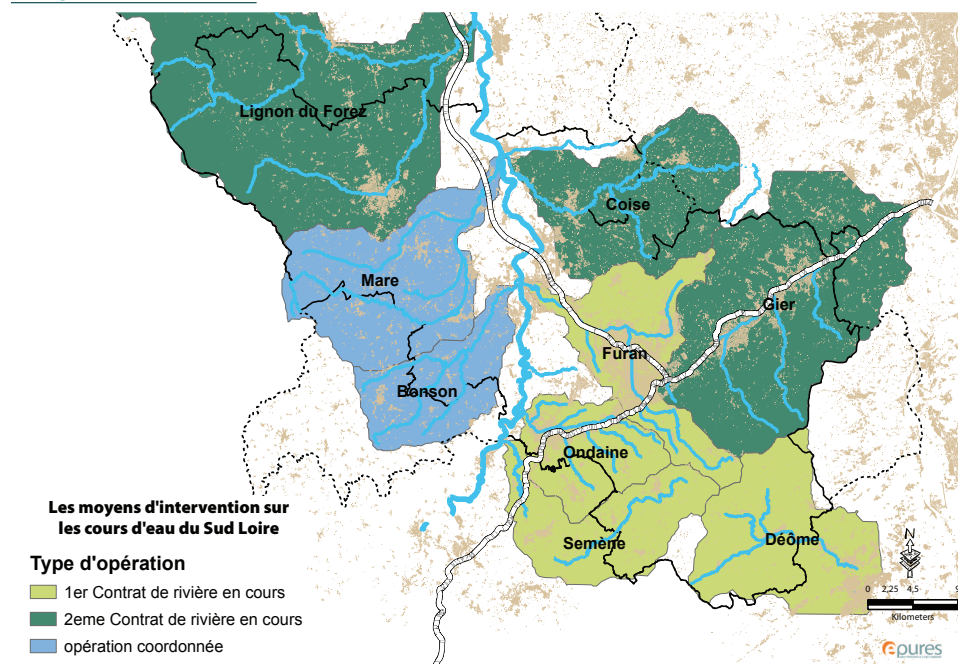 Lignon du Forez
Coise
Mare
Gier
Furan
Bonson
Ondaine
Semène
Déôme
Les moyens d'intervention sur
les cours d'eau du Sud Loire
Type d'opération
1er Contrat de rivière en cours
2eme Contrat de rivière en cours
opération coordonnée
N
0 2,25 4,5 9
Kilometers
epures